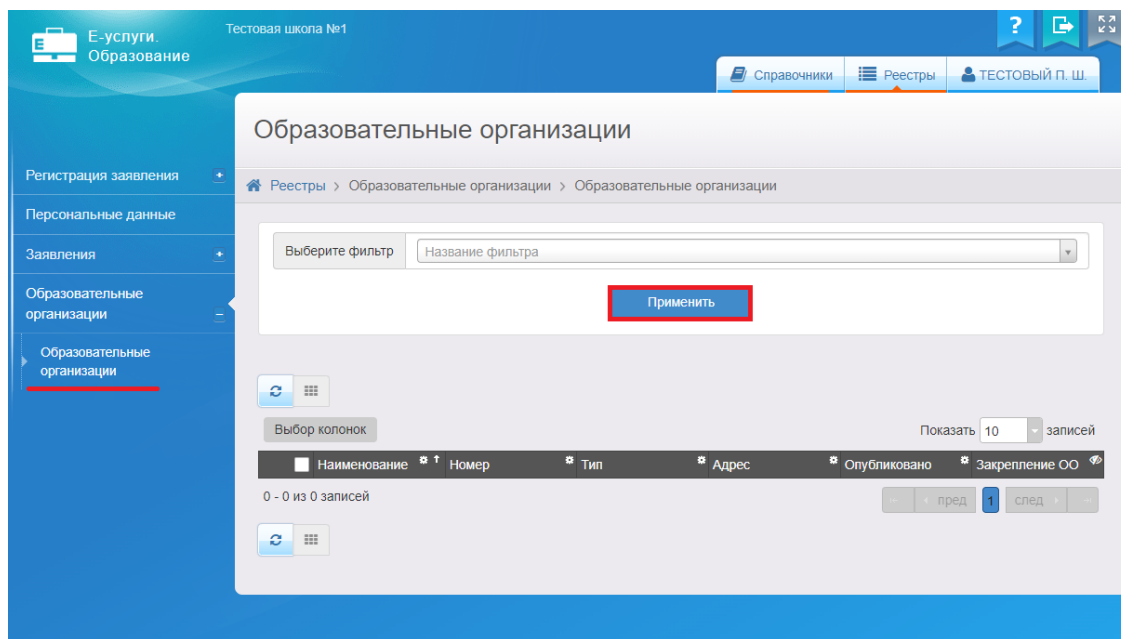 Е-услуги.
Образование
Тестовая школа №1
?
Справочники
Реестры
ТЕСТОВЫЙ П. Ш.
Образовательные организации
Реестры > Образовательные организации > Образовательные организации
Регистрация заявления
Персональные данные
Заявления
Образовательные
организации
Образовательные
организации
Выберите фильтр
Название фильтра
Применить
Выбор колонок
Показать 10 записей
Наименование Номер Тип Адрес Опубликовано Закрепление ОО
0 - 0 из 0 записей
пред 1 след